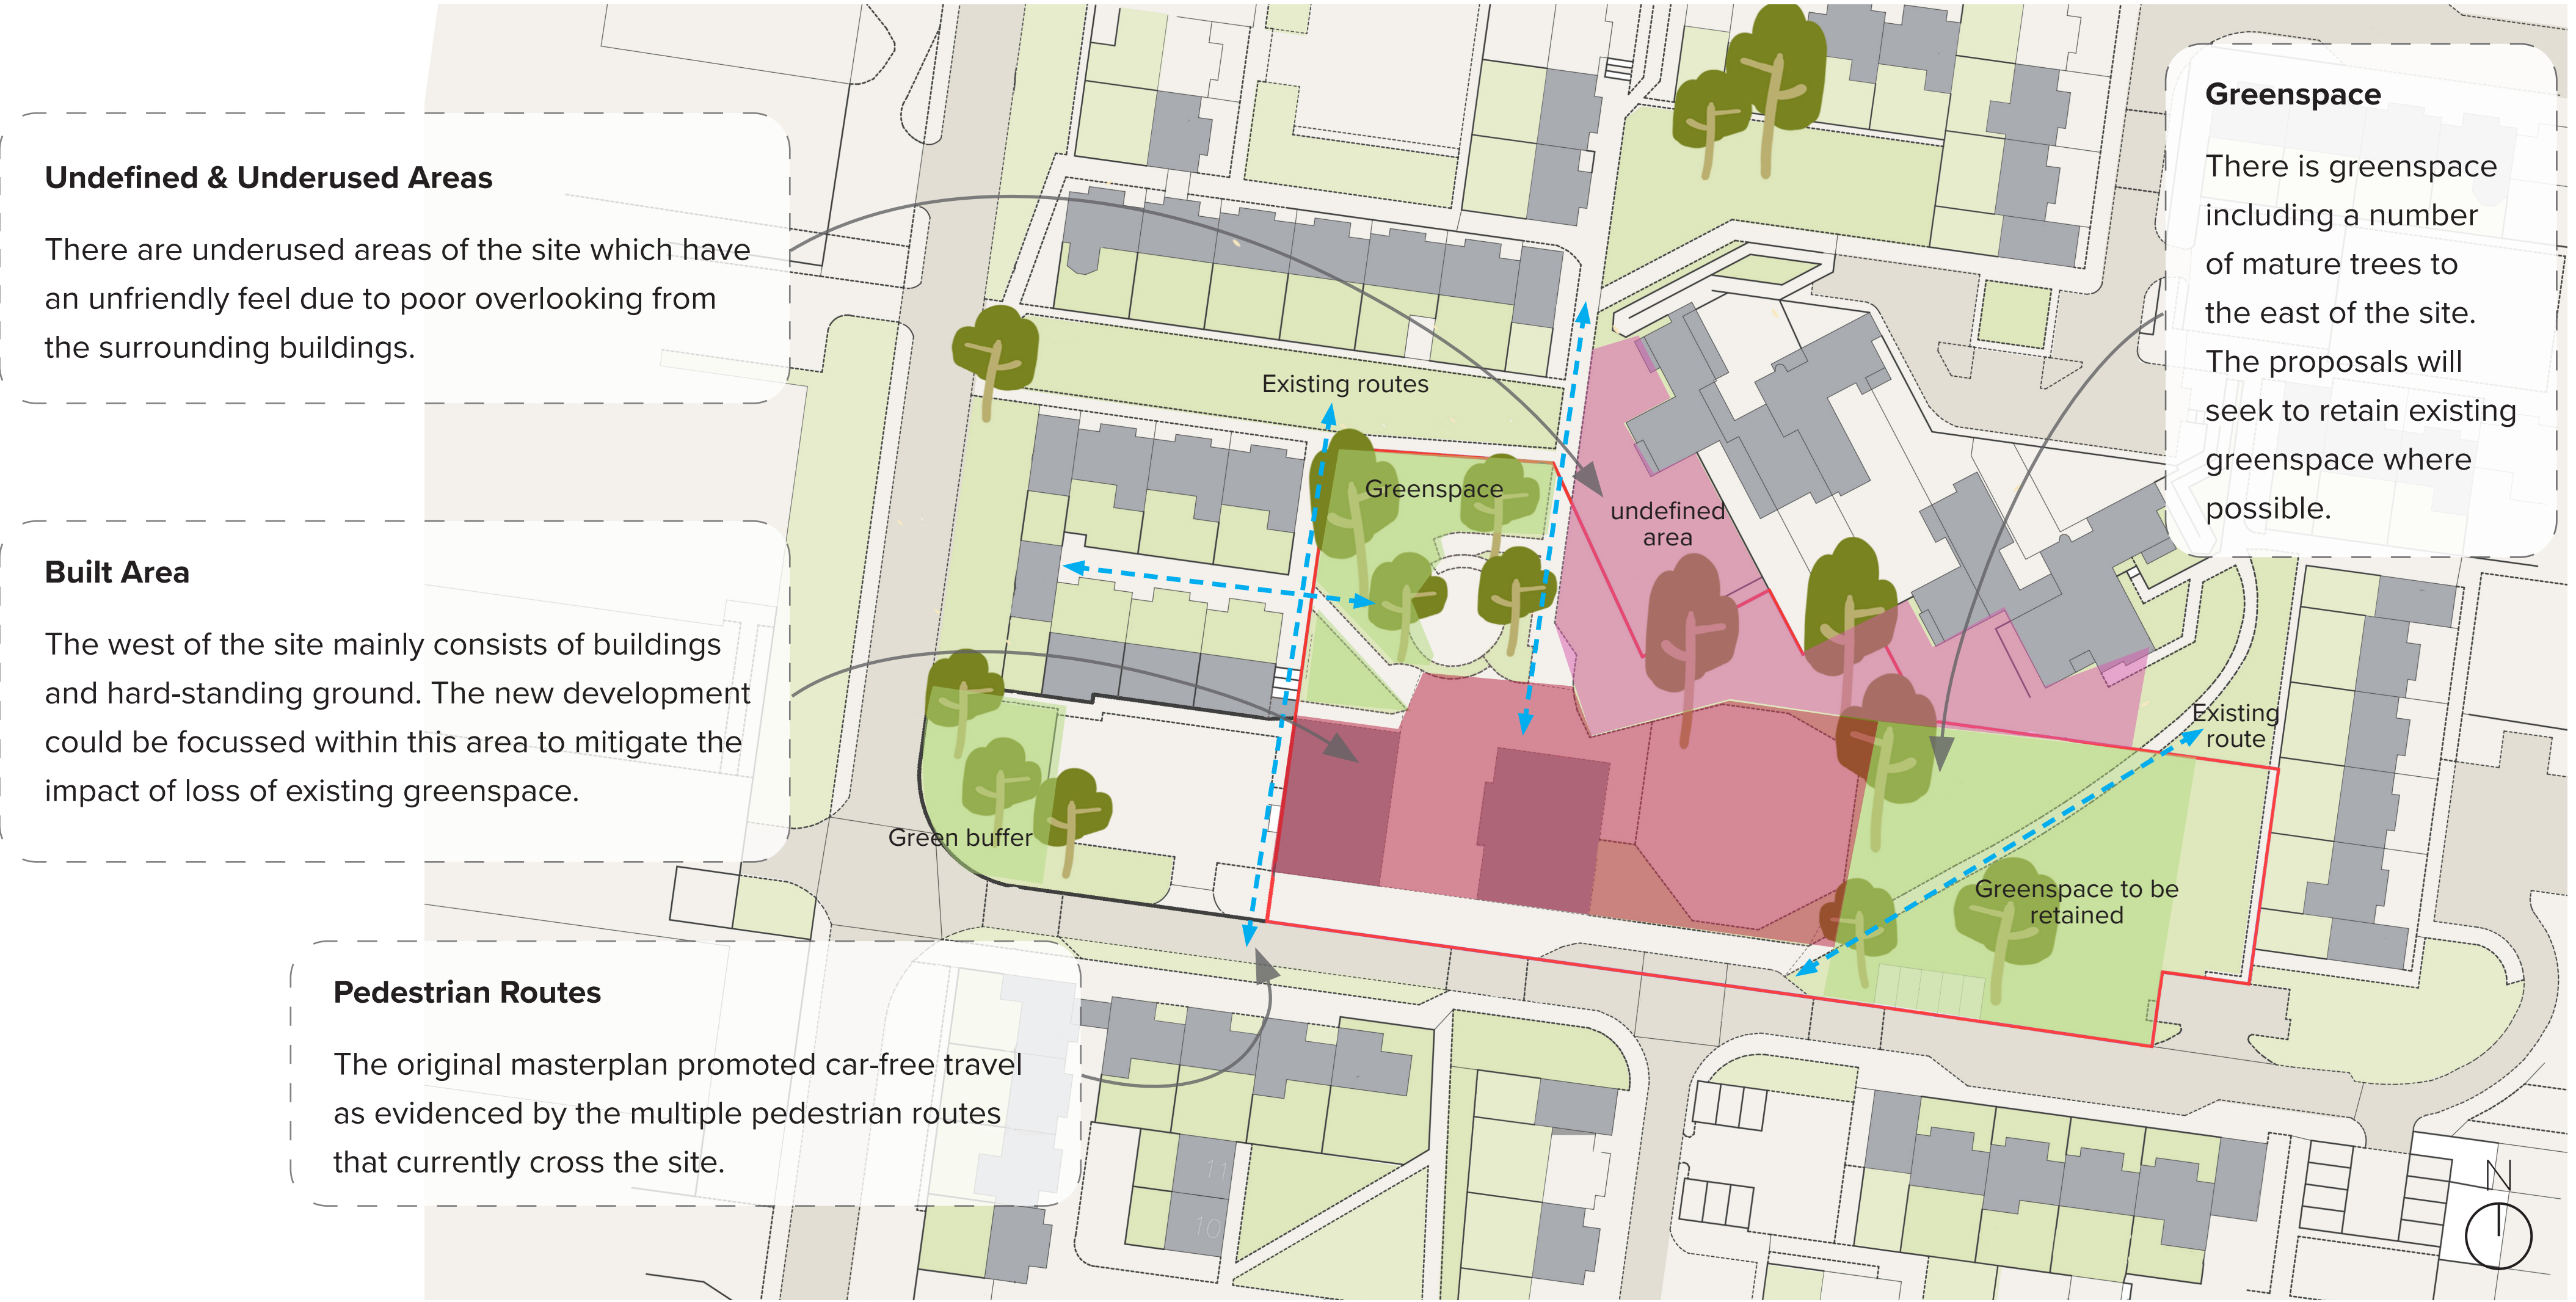 Undefined & Underused Areas
There are underused areas of the site which have
an unfriendly feel due to poor overlooking from
the surrounding buildings.
Built Area
The west of the site mainly consists of buildings
and hard-standing ground. The new development
could be focussed within this area to mitigate the
impact of loss of existing greenspace.
Pedestrian Routes
The original masterplan promoted car-free travel
as evidenced by the multiple pedestrian routes
that currently cross the site.
Greenspace
There is greenspace
including a number
of mature trees to
the east of the site.
The proposals will
seek to retain existing
greenspace where
possible.
Existing routes
Greenspace
undefined
area
Existing
route
Green buffer
Greenspace to be
retained
11
10
N